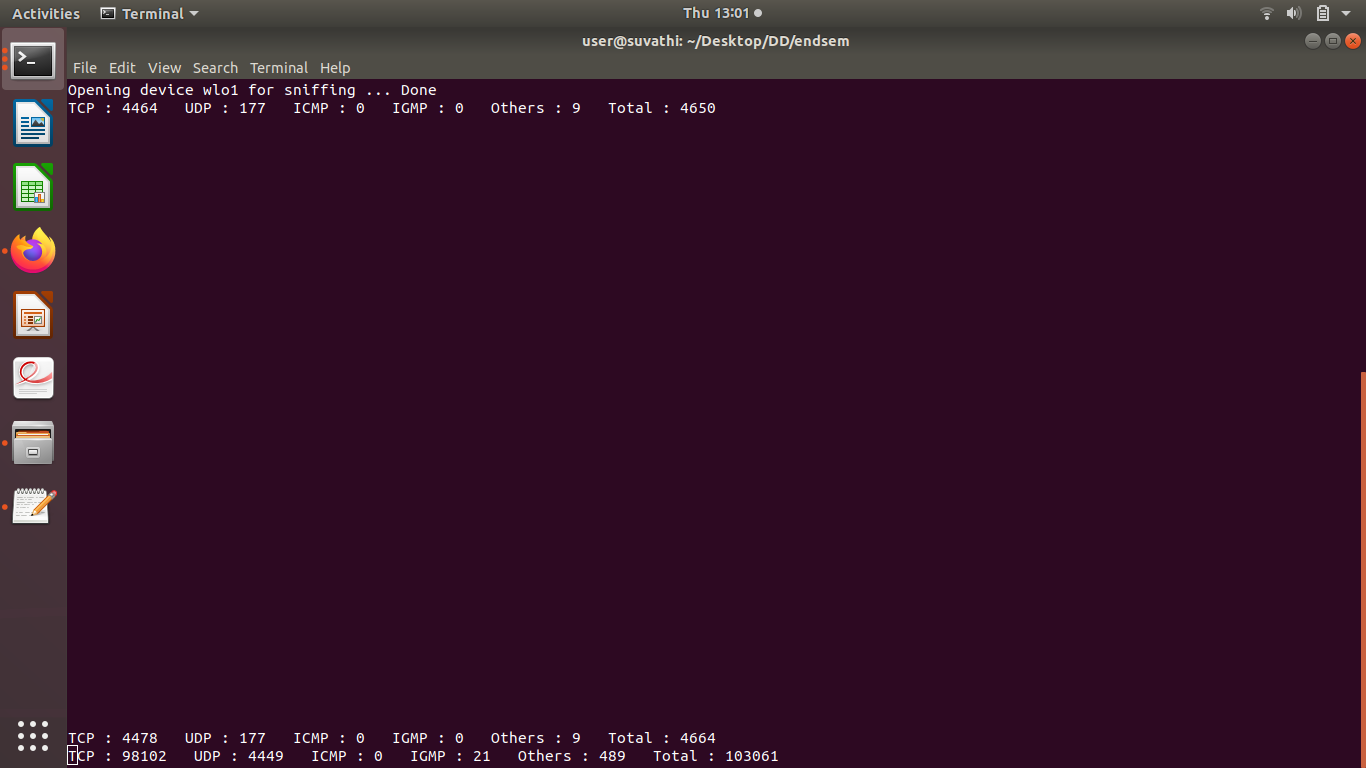 Activities Terminal Thu 13:01
user@suvathi: ~/Desktop/DD/endsem
File Edit View Search Terminal Help
Opening device wlo1 for sniffing ... Done
TCP : 4464 UDP : 177 ICMP : 0 IGMP : 0 Others : 9 Total : 4650
TCP : 4478 UDP : 177 ICMP : 0 IGMP : 0 Others : 9 Total : 4664
TCP : 98102 UDP : 4449 ICMP : 0 IGMP : 21 Others : 489 Total : 103061